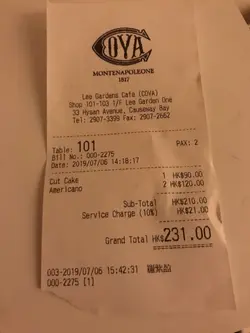 COVA
MONTENAPOLEONE
1817
Lee Gardens Cafe (COVA)
Shop 101-103 1/F Lee Garden One
33 Hysan Avenue, Causeway Bay
Tel: 2907-3399 Fax: 2907-2662
Table: 101 PAX: 2
Bill No.: 000-2275
DATE: 2019/07/06 14:18:17
Cut Cake 1 HK$90.00
Americano 2 HK$120.00
Sub-Total HK$210.00
Service Charge (10%) HK$21.00
Grand Total HK$231.00
003-2019/07/06 15:42:31
000-2275 [1]